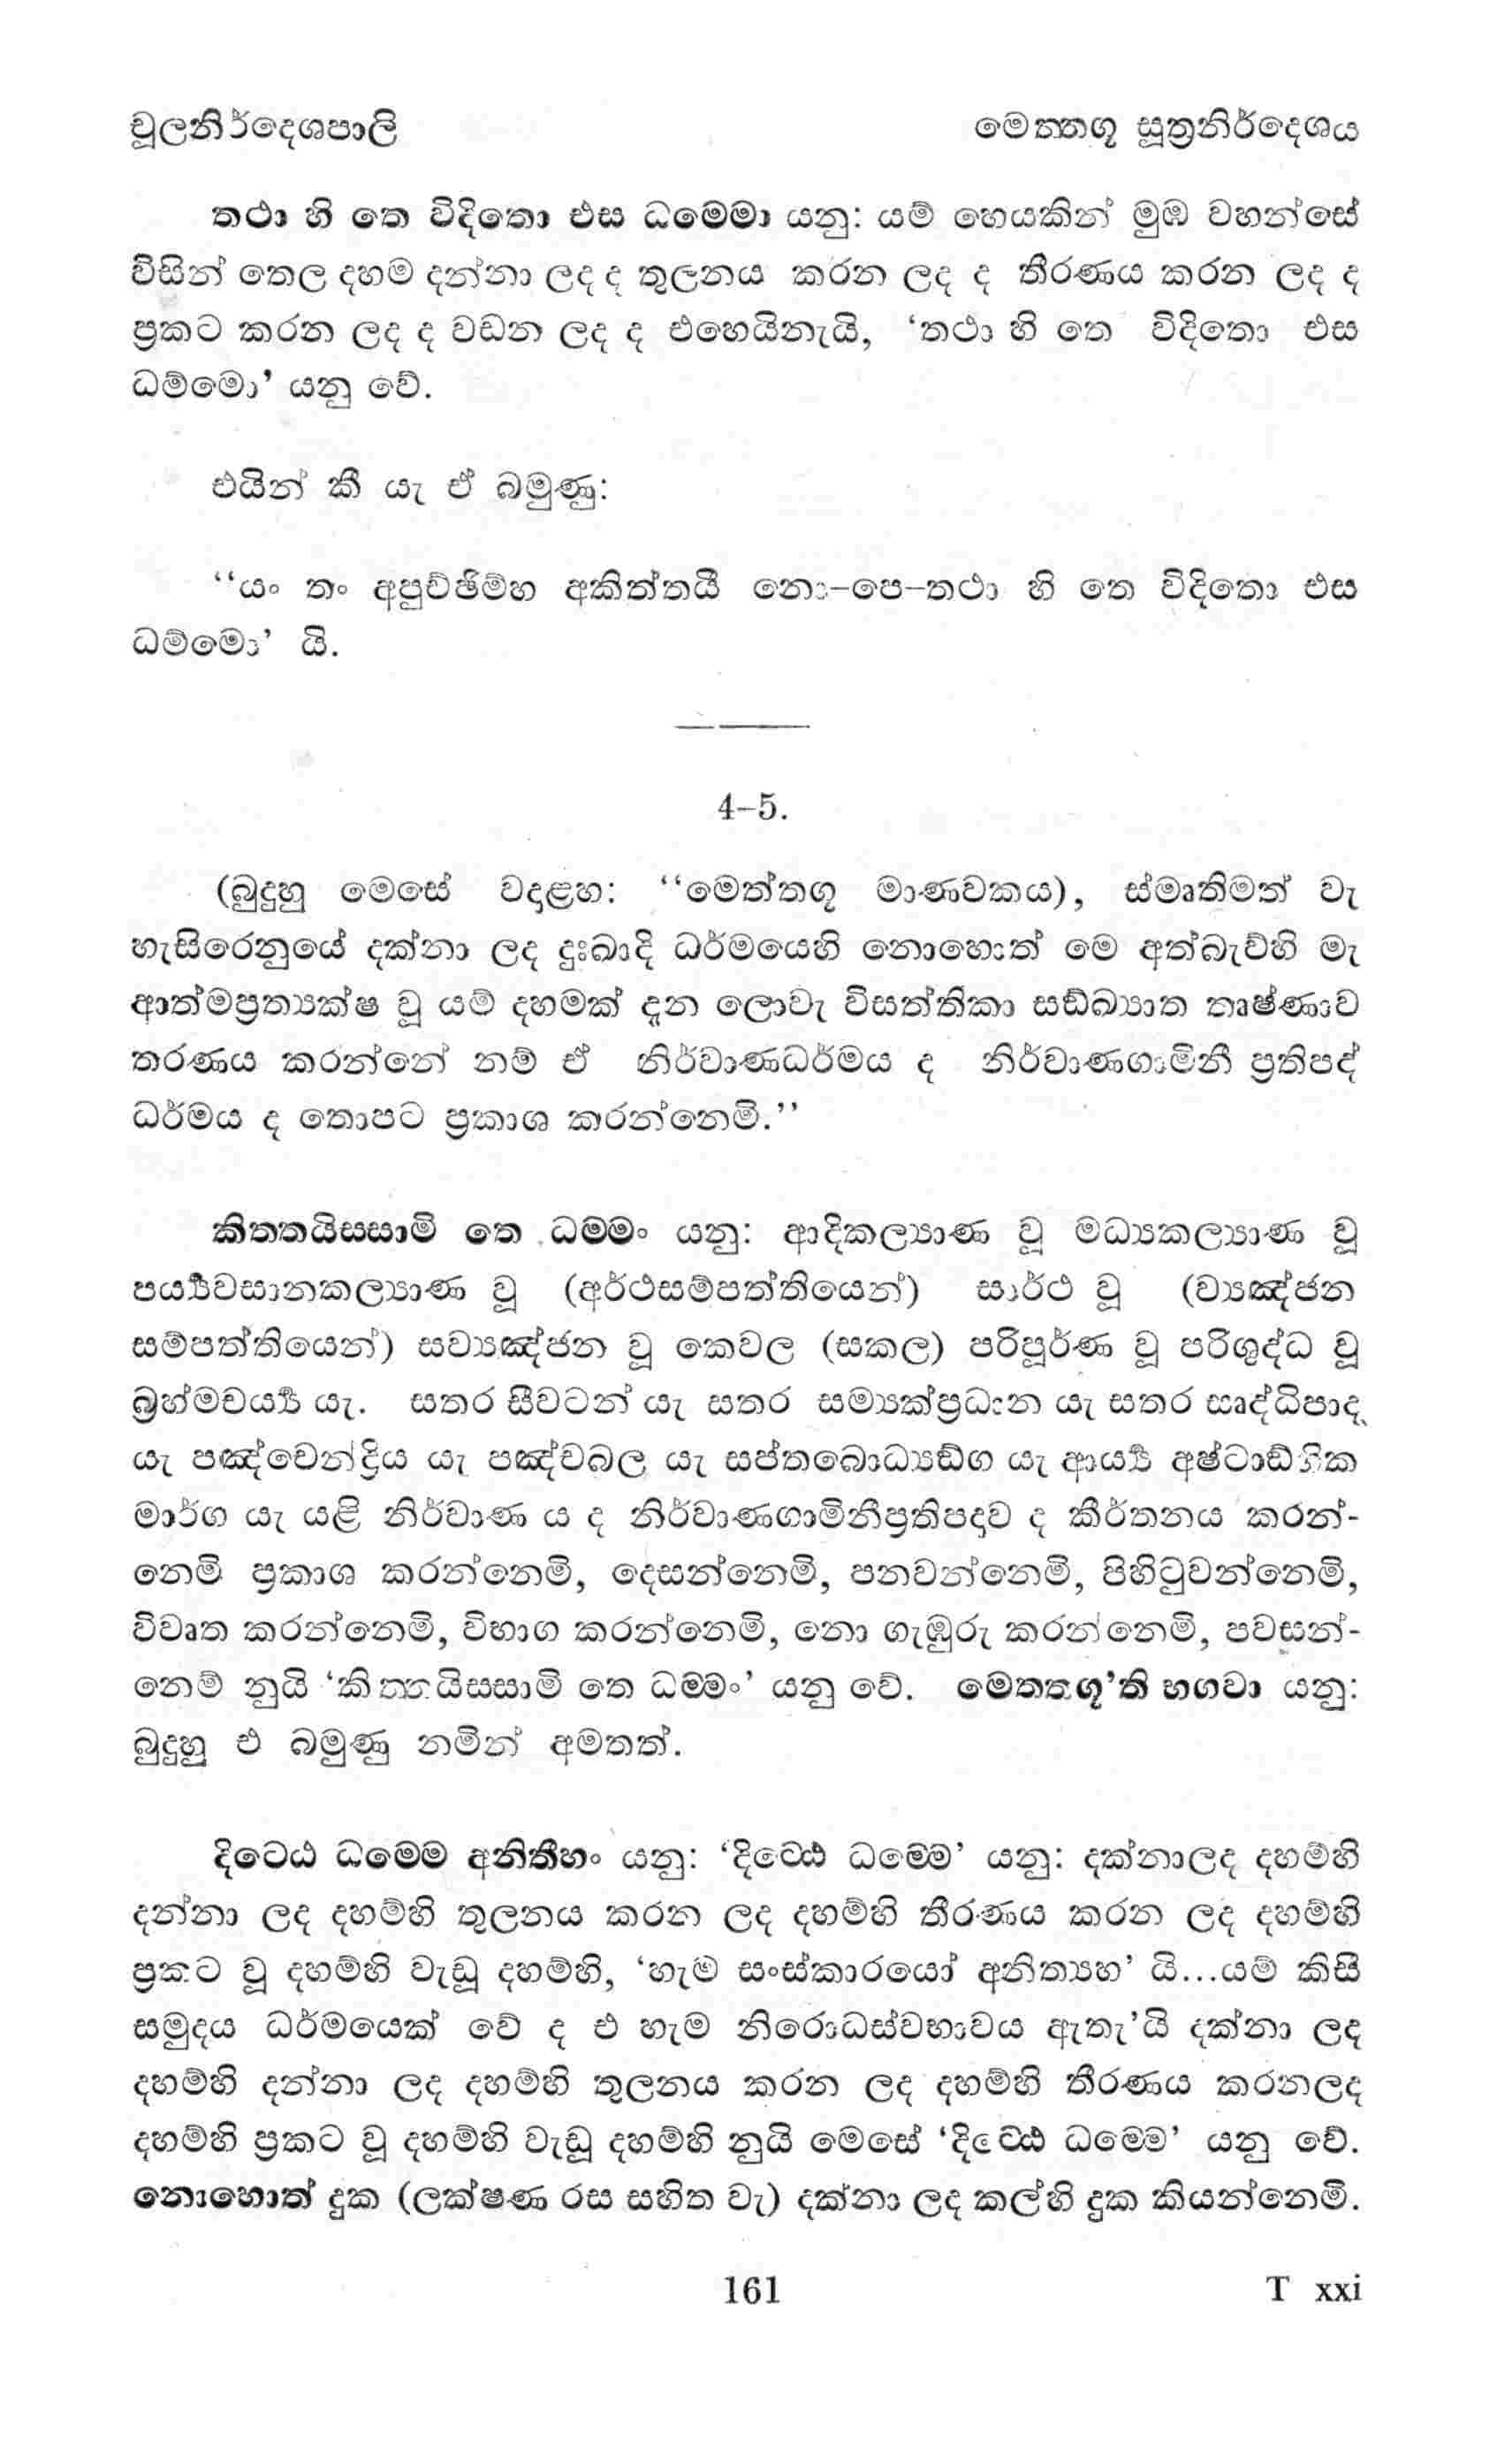 චූලනිර්දෙශපාලි මෙත්තගූ සූත්‍රනිර්දෙශය
තථා හි තෙ විදිතො එස ධම්මො යනු: යම් හෙයකින් මුඹ වහන්සේ
විසින් තෙල දහම දන්නා ලද ද තුලනය කරන ලද ද තීරණය කරන ලද ද
ප්‍රකට කරන ලද ද වඩන ලද ද එහෙයිනැයි, ‘තථා හි තෙ විදිතො එස
ධම්මො’ යනු වේ.
එයින් කී යැ ඒ බමුණු:
“යං තං අපුච්ඡිම්හ අකිත්තයී නො–පෙ–තථා හි තෙ විදිතො එස
ධම්මො’ යි.
4–5.
(බුදුහු මෙසේ වදාළහ: “මෙත්තගූ මාණවකය), ස්මෘතිමත් වැ
හැසිරෙනුයේ දක්නා ලද දුඃඛාදි ධර්මයෙහි නොහොත් මෙ අත්බැව්හි මැ
ආත්මප්‍රත්‍යක්ෂ වූ යම් දහමක් දැන ලොවැ විසත්තිකා සඞ්ඛ්‍යාත තෘෂ්ණාව
තරණය කරන්නේ නම් ඒ නිර්වාණධර්මය ද නිර්වාණගාමිනී ප්‍රතිපද්
ධර්මය ද තොපට ප්‍රකාශ කරන්නෙමි.”
කිත්තයිස්සාමි තෙ ධම්මං යනු: ආදිකල්‍යාණ වූ මධ්‍යකල්‍යාණ වූ
පර්‍ය්‍යවසානකල්‍යාණ වූ (අර්ථසම්පත්තියෙන්) සාර්ථ වූ (ව්‍යඤ්ජන
සම්පත්තියෙන්) සව්‍යඤ්ජන වූ කෙවල (සකල) පරිපූර්ණ වූ පරිශුද්ධ වූ
බ්‍රහ්මචර්‍ය්‍ය යැ. සතර සීවටන් යැ සතර සම්‍යක්ප්‍රධාන යැ සතර ඍද්ධිපාද
යැ පඤ්චෙන්ද්‍රිය යැ පඤ්චබල යැ සප්තබොධ්‍යඞ්ග යැ ආර්‍ය්‍ය අෂ්ටාඞ්ගික
මාර්ග යැ යළි නිර්වාණ ය ද නිර්වාණගාමිනීප්‍රතිපදාව ද කීර්තනය කරන්-
නෙමි ප්‍රකාශ කරන්නෙමි, දෙසන්නෙමි, පනවන්නෙමි, පිහිටුවන්නෙමි,
විවෘත කරන්නෙමි, විභාග කරන්නෙමි, නො ගැඹුරු කරන්නෙමි, පවසන්-
නෙම් නුයි ‘කිත්තයිස්සාමි තෙ ධම්මං’ යනු වේ. මෙත්තගූ’ති භගවා යනු:
බුදුහු එ බමුණු නමින් අමතත්.
දිට්ඨෙ ධම්මෙ අනිතීහං යනු: ‘දිට්ඨෙ ධම්මෙ’ යනු: දක්නාලද දහම්හි
දන්නා ලද දහම්හි තුලනය කරන ලද දහම්හි තීරණය කරන ලද දහම්හි
ප්‍රකට වූ දහම්හි වැඩූ දහම්හි, ‘හැම සංස්කාරයෝ අනිත්‍යහ’ යි...යම් කිසි
සමුදය ධර්මයෙක් වේ ද එ හැම නිරොධස්වභාවය ඇතැ’යි දක්නා ලද
දහම්හි දන්නා ලද දහම්හි තුලනය කරන ලද දහම්හි තීරණය කරනලද
දහම්හි ප්‍රකට වූ දහම්හි වැඩූ දහම්හි නුයි මෙසේ ‘දිට්ඨෙ ධම්මෙ’ යනු වේ.
නොහොත් දුක (ලක්ෂණ රස සහිත වැ) දක්නා ලද කල්හි දුක කියන්නෙමි.
161 T xxi